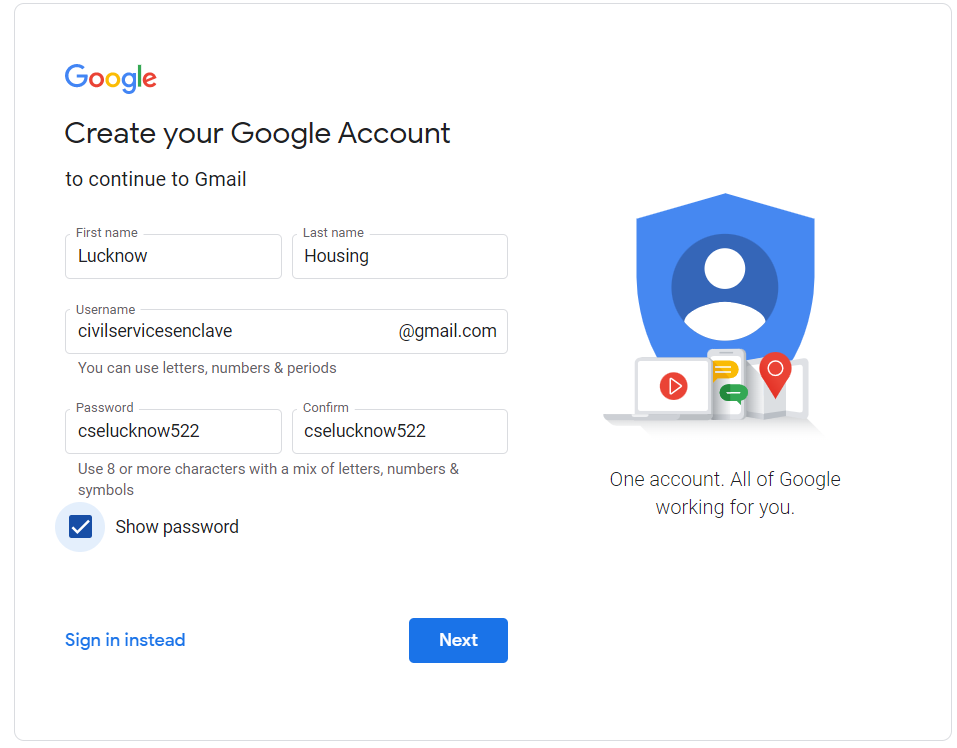 Google
Create your Google Account
to continue to Gmail
First name
Lucknow
Last name
Housing
Username
civilservicesenclave @gmail.com
You can use letters, numbers & periods
Password
cselucknow522
Confirm
cselucknow522
Use 8 or more characters with a mix of letters, numbers &
symbols
Show password
Sign in instead
Next
One account. All of Google
working for you.